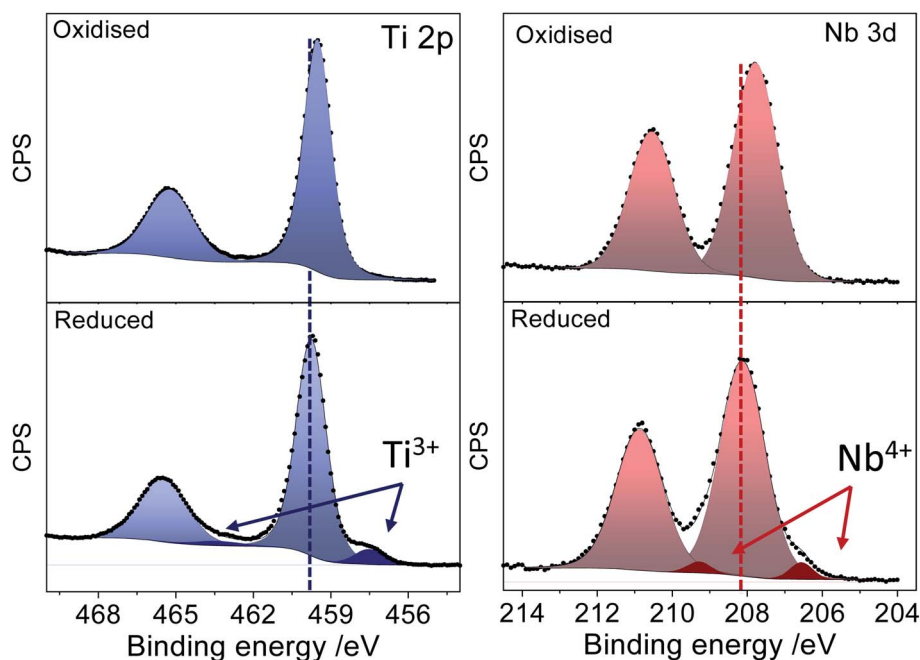 Oxidised
Ti 2p
CPS
Reduced
Ti3+
CPS
468 465 462 459 456
Binding energy /eV
Oxidised
Nb 3d
CPS
Reduced
Nb4+
CPS
214 212 210 208 206 204
Binding energy /eV